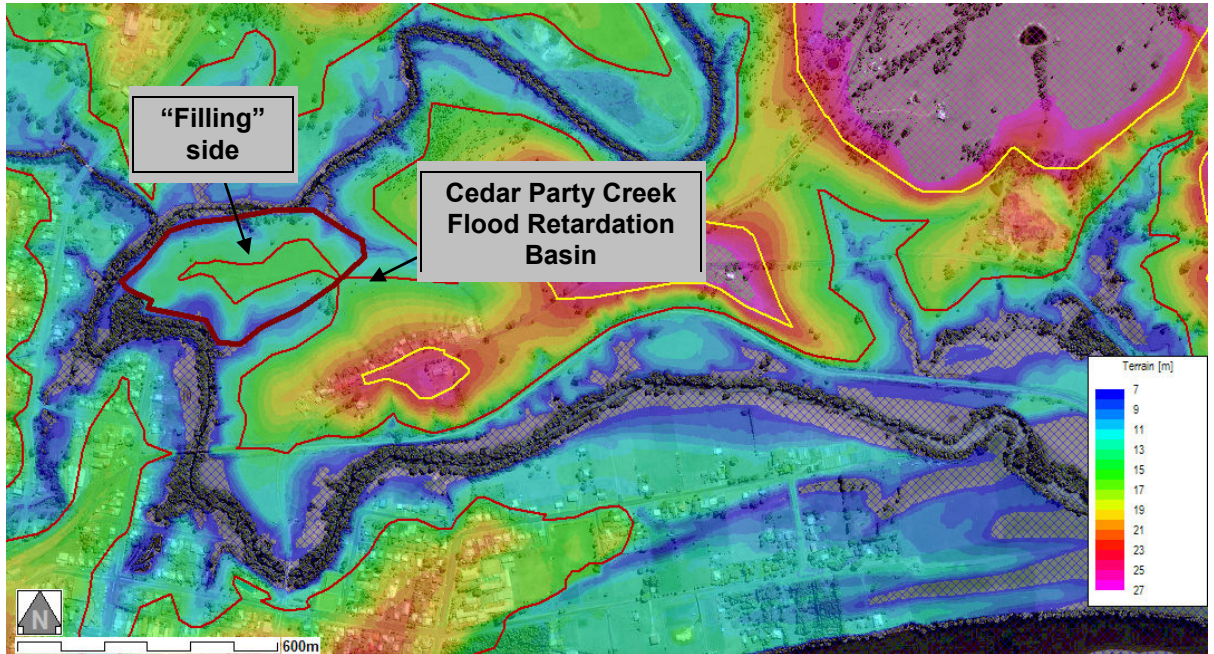 “Filling”
side
Cedar Party Creek
Flood Retardation
Basin
Terrain [m]
7
9
11
13
15
17
19
21
23
25
27
N
600m